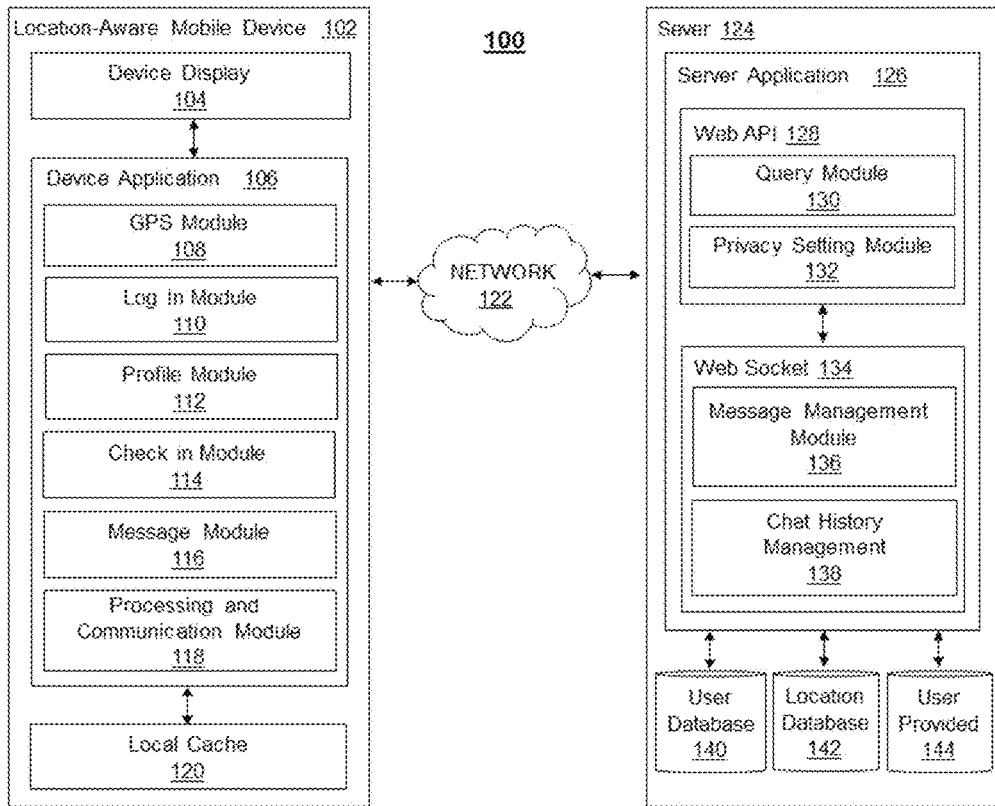 Location-Aware Mobile Device 102
Device Display
104
Device Application 106
GPS Module
108
Log In Module
110
Profile Module
112
Check in Module
114
Message Module
116
Processing and
Communication Module
118
Local Cache
120
100
NETWORK
122
Sever 124
Server Application 126
Web API 128
Query Module
130
Privacy Setting Module
132
Web Socket 134
Message Management
Module
136
Chat History
Management
138
User
Database
140
Location
Database
142
User
Provided
144